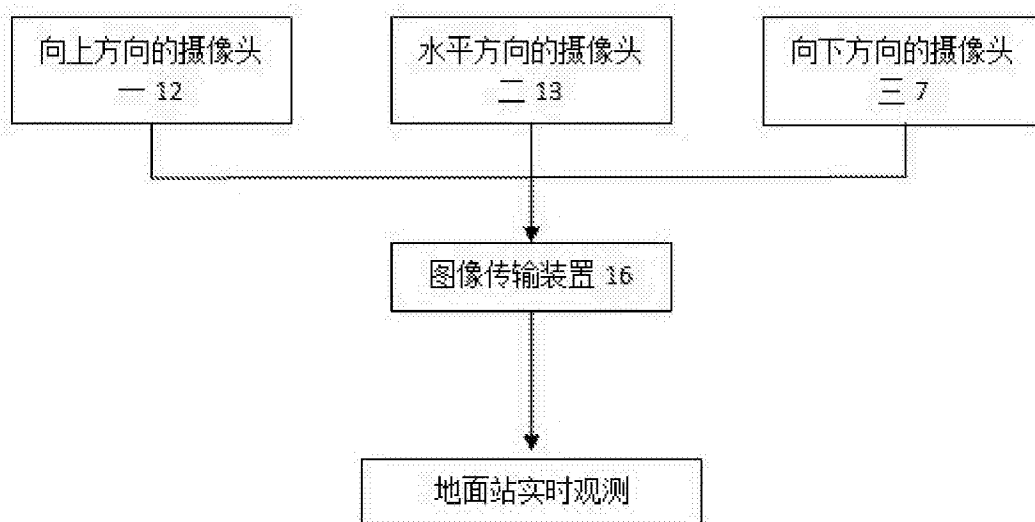 向上方向的摄像头
一 12
水平方向的摄像头
二 13
向下方向的摄像头
三 7
图像传输装置 16
地面站实时观测